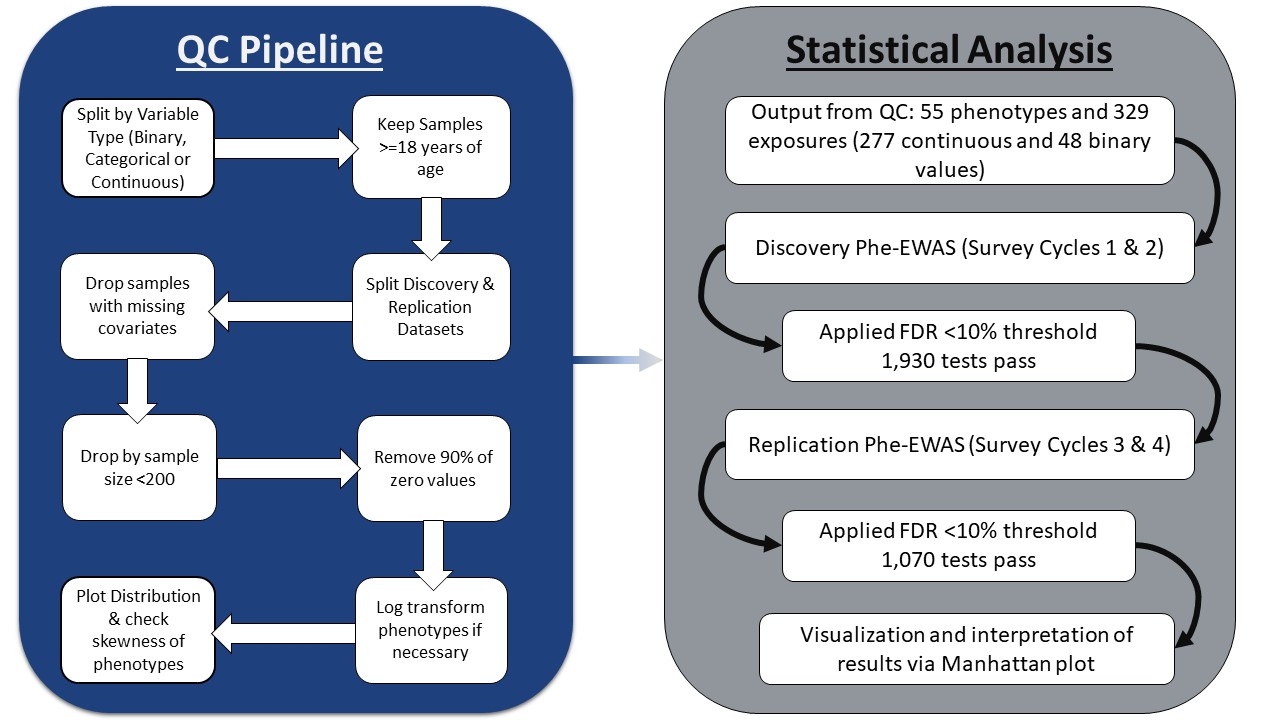 QC Pipeline
Split by Variable
Type (Binary,
Categorical or
Continuous)
Keep Samples
>=18 years of
age
Split Discovery &
Replication
Datasets
Drop samples
with missing
covariates
Drop by sample
size <200
Remove 90% of
zero values
Log transform
phenotypes if
necessary
Plot Distribution
& check
skewness of
phenotypes
Statistical Analysis
Output from QC: 55 phenotypes and 329
exposures (277 continuous and 48 binary
values)
Discovery Phe-EWAS (Survey Cycles 1 & 2)
Applied FDR <10% threshold
1,930 tests pass
Replication Phe-EWAS (Survey Cycles 3 & 4)
Applied FDR <10% threshold
1,070 tests pass
Visualization and interpretation of
results via Manhattan plot